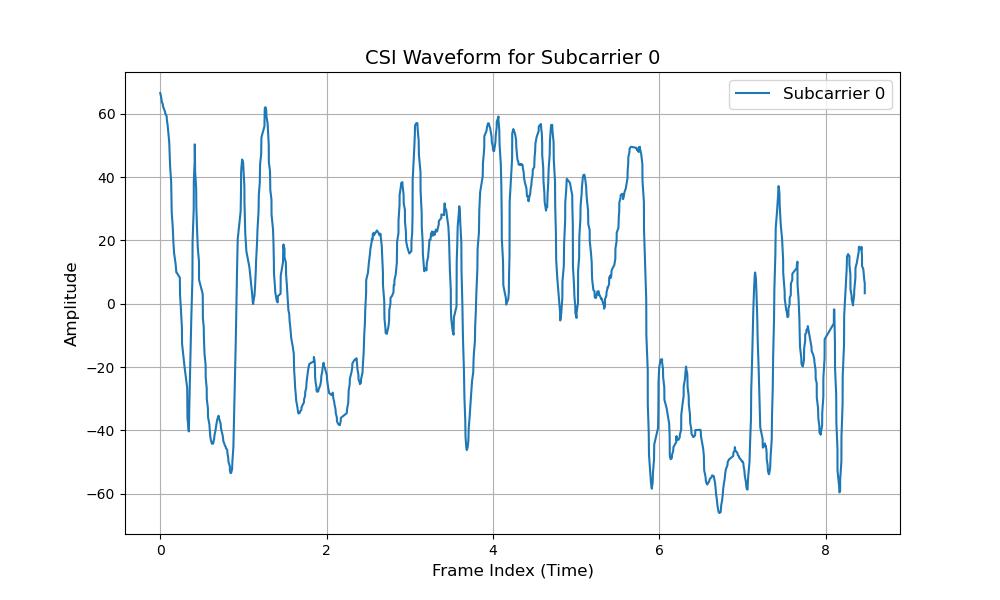 CSI Waveform for Subcarrier 0
Subcarrier 0
60
40
20
0
−20
−40
−60
Amplitude
0 2 4 6 8
Frame Index (Time)